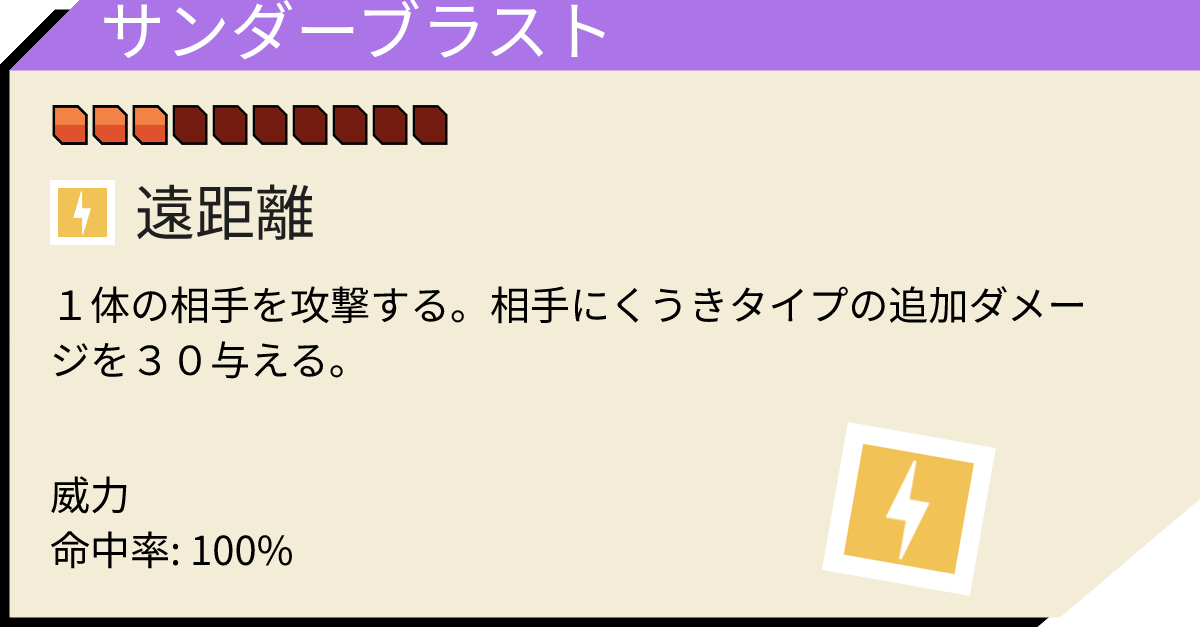 サンダーブラスト
遠距離
１体の相手を攻撃する。相手にくうきタイプの追加ダメー
ジを３０与える。
威力
命中率: 100%